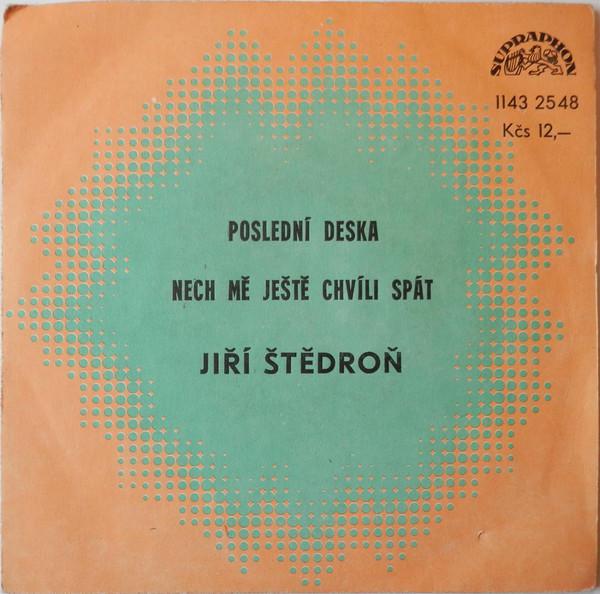 SUPRAPHON
1143 2548
Kčs 12,—
POSLEDNÍ DESKA
NECH MĚ JEŠTĚ CHVÍLI SPÁT
JIŘÍ ŠTĚDROŇ